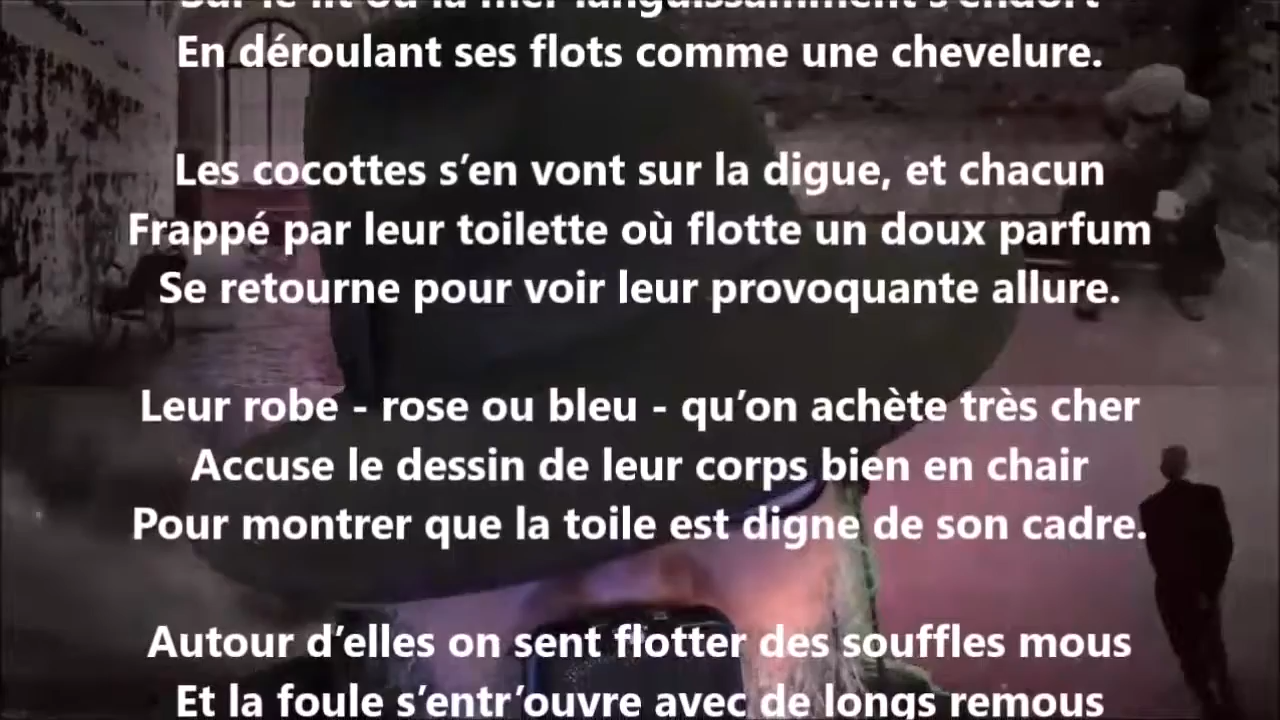 Sur le lit où la mer languissamment s'endort
En déroulant ses flots comme une chevelure.
Les cocottes s’en vont sur la digue, et chacun
Frappé par leur toilette où flotte un doux parfum
Se retourne pour voir leur provoquante allure.
Leur robe - rose ou bleu - qu’on achète très cher
Accuse le dessin de leur corps bien en chair
Pour montrer que la toile est digne de son cadre.
Autour d’elles on sent flotter des souffles mous
Et la foule s’entr’ouvre avec de longs remous